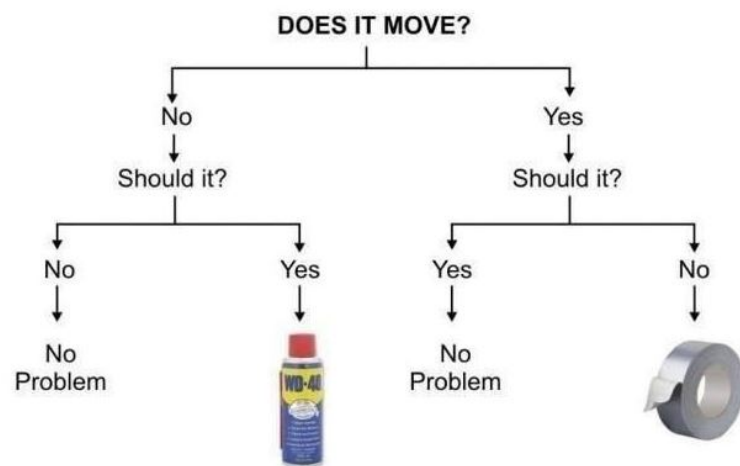 DOES IT MOVE?
No
Yes
Should it?
Should it?
No
Yes
Yes
No
No
Problem
WD-40
No
Problem